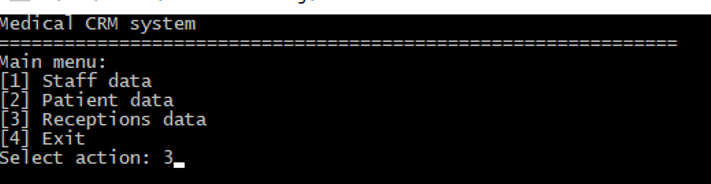 Medical CRM system
==============================================================
Main menu:
[1] Staff data
[2] Patient data
[3] Receptions data
[4] Exit
Select action: 3